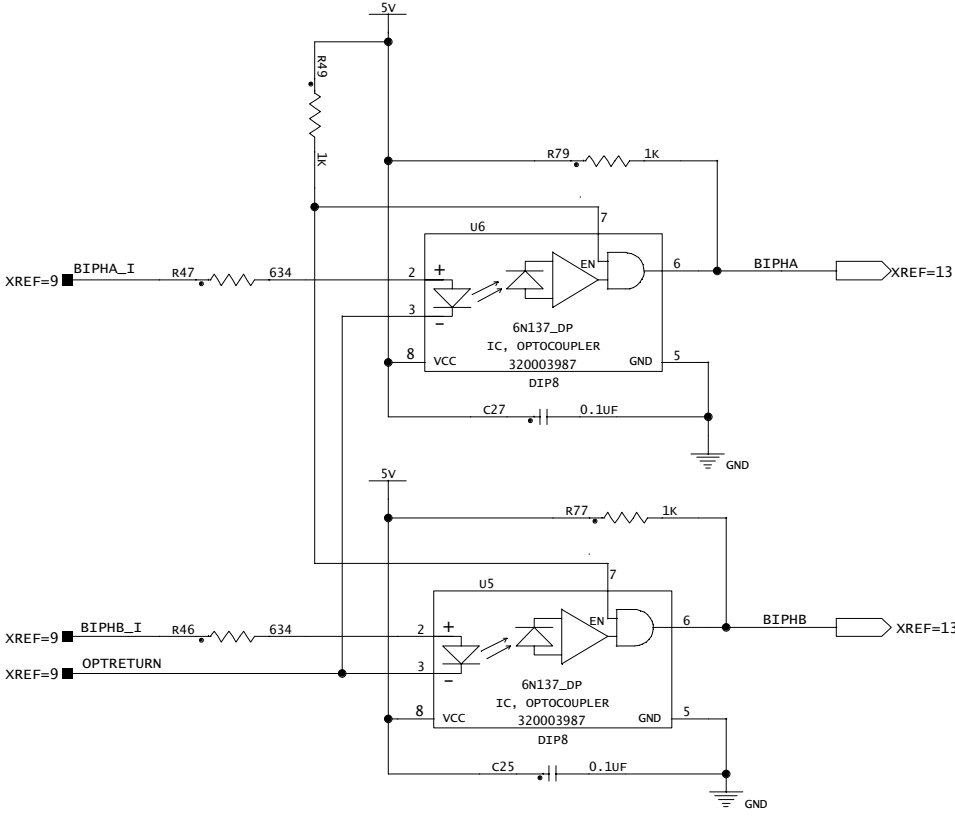 5V
R49
1K
R79 1K
7
U6
BIPHA_I
XREF=9
R47 634
2 +
EN
6
BIPHA
XREF=13
3 –
6N137_DP
IC, OPTOCOUPLER
8 VCC
320003987
GND 5
DIP8
C27 0.1UF
GND
5V
R77 1K
7
U5
BIPHB_I
XREF=9
R46 634
2 +
EN
6
BIPHB
XREF=13
OPTRETURN
XREF=9
3 –
6N137_DP
IC, OPTOCOUPLER
8 VCC
320003987
GND 5
DIP8
C25 0.1UF
GND